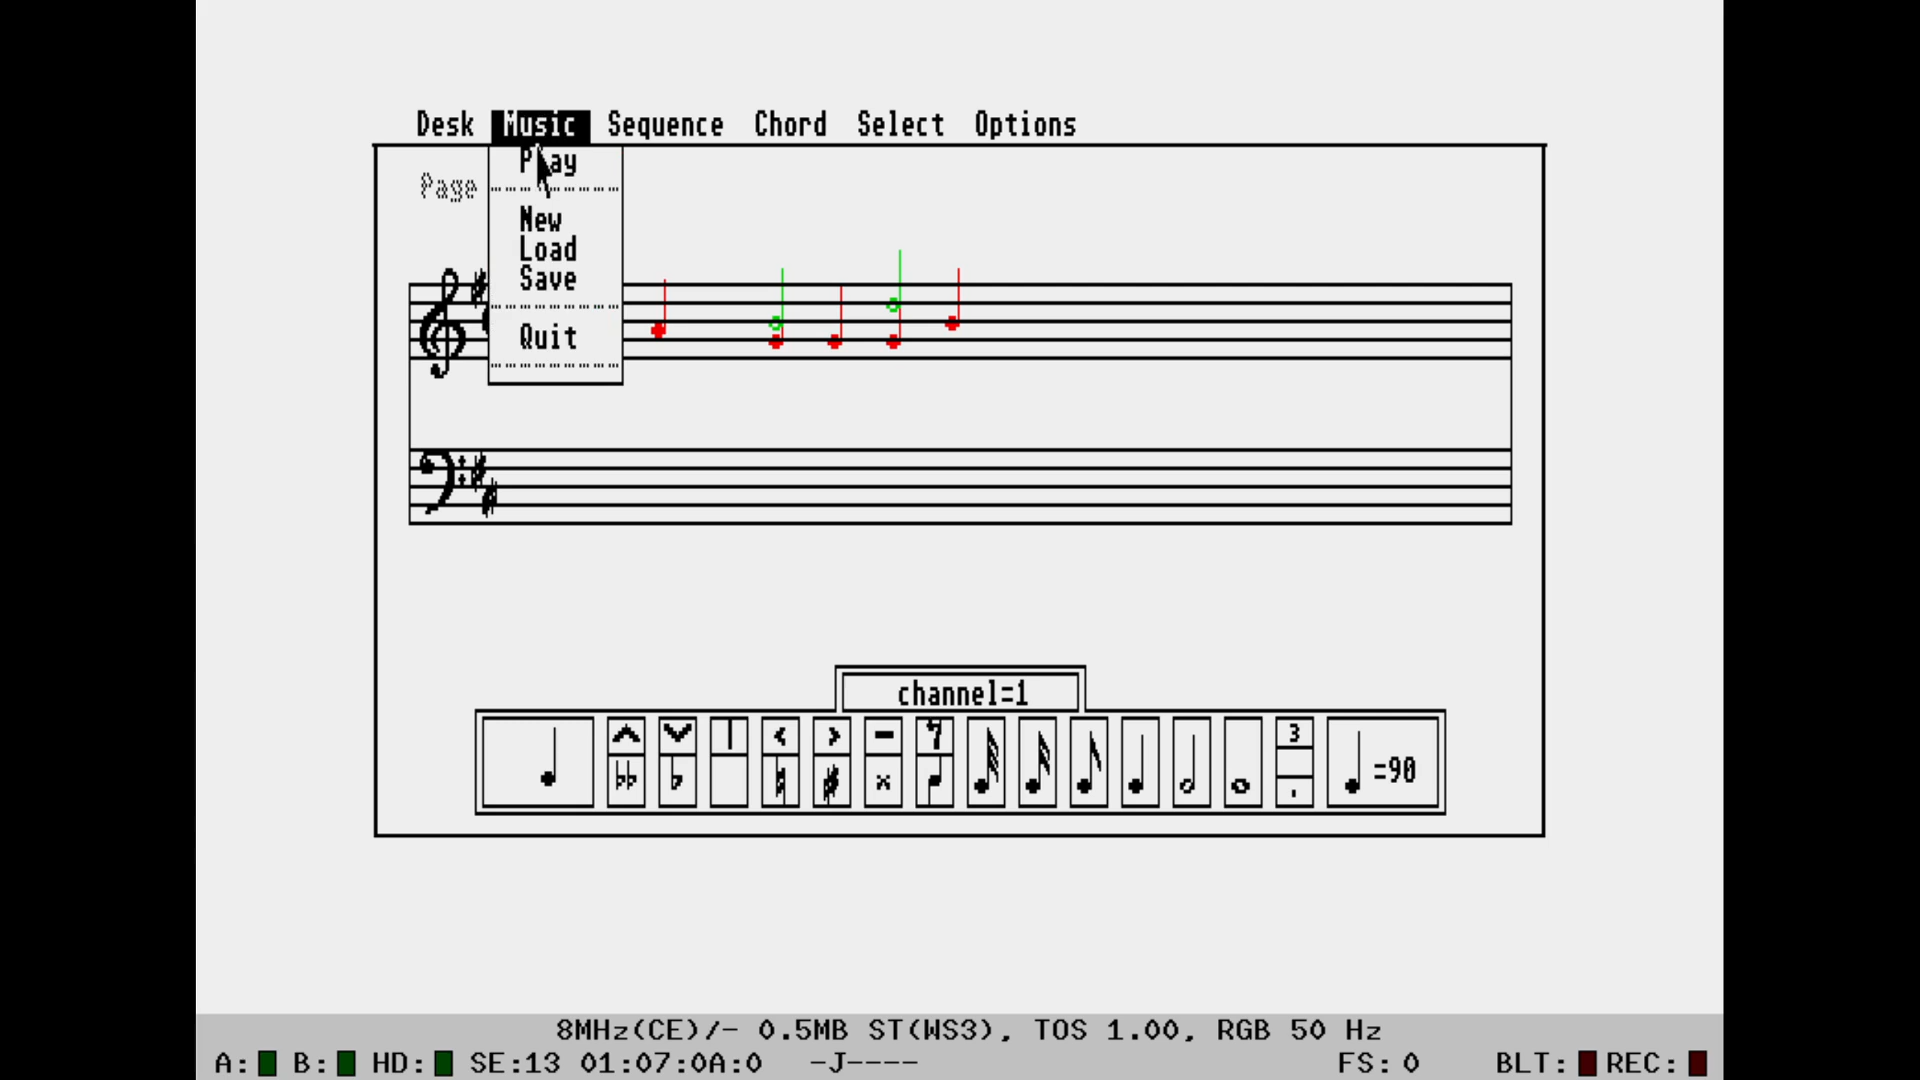 Desk Music Sequence Chord Select Options
Play
Page
New
Load
Save
Quit
channel=1
3
=90
8MHz(CE)/- 0.5MB ST(WS3), TOS 1.00, RGB 50 Hz
A: B: HD: SE:13 01:07:0A:0 -J---- FS: 0 BLT: REC: